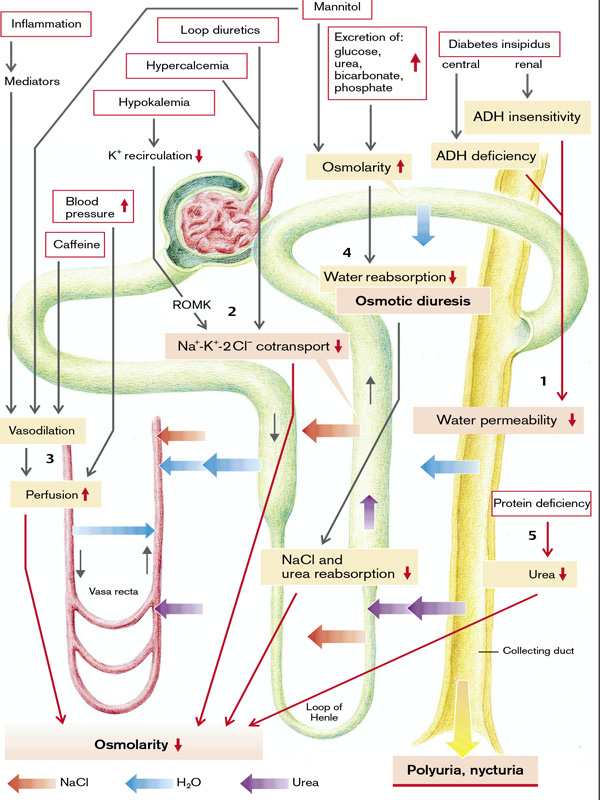 Mannitol
Inflammation
Loop diuretics
Excretion of:
glucose,
urea,
bicarbonate,
phosphate
Diabetes insipidus
central
renal
Hypercalcemia
Mediators
Hypokalemia
ADH insensitivity
K+ recirculation
Osmolarity
ADH deficiency
Blood
pressure
Caffeine
4
Water reabsorption
Osmotic diuresis
ROMK
2
Na+-K+-2Cl– cotransport
1
Vasodilation
Water permeability
3
Perfusion
Protein deficiency
5
NaCl and
urea reabsorption
Urea
Vasa recta
Collecting duct
Loop of
Henle
Osmolarity
Polyuria, nycturia
NaCl
H2O
Urea